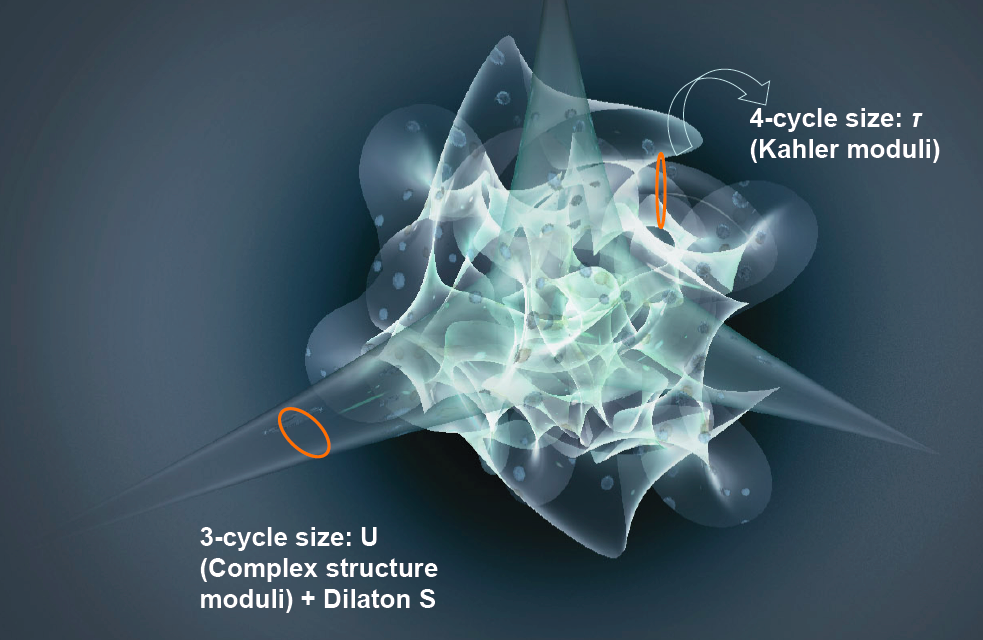 4-cycle size: τ
(Kahler moduli)
3-cycle size: U
(Complex structure
moduli) + Dilaton S